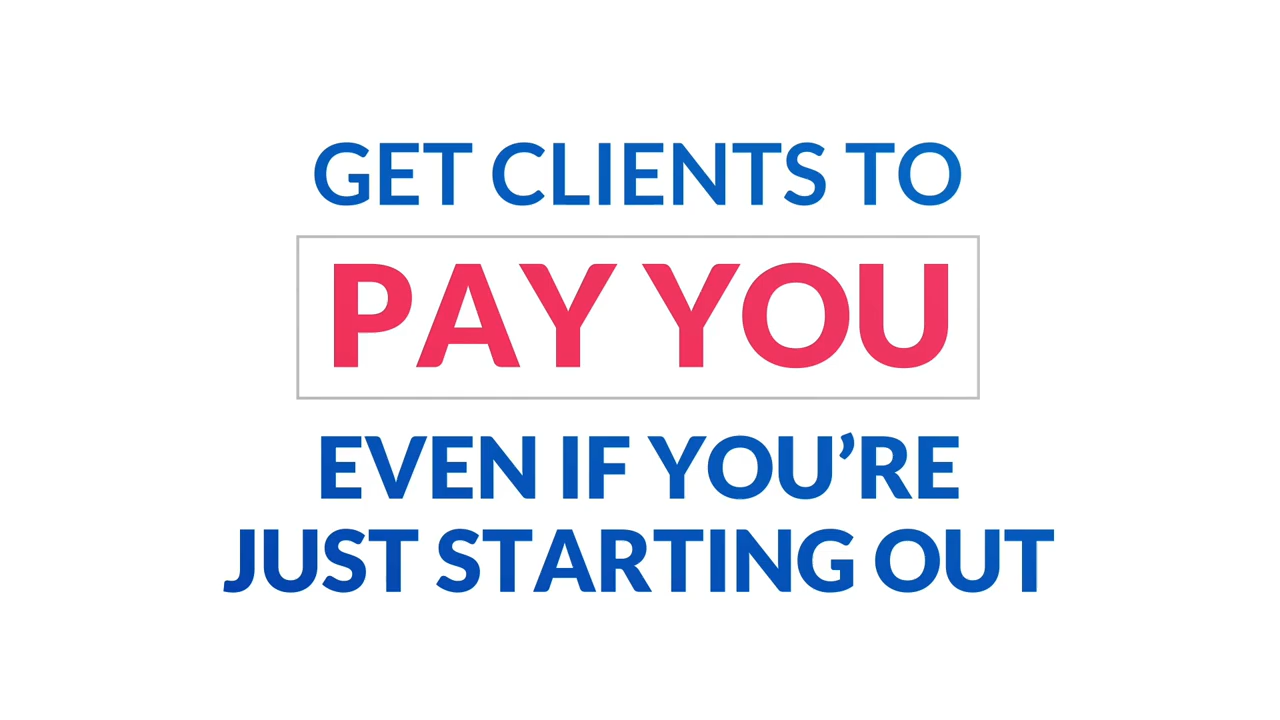 GET CLIENTS TO
PAY YOU
EVEN IF YOU’RE
JUST STARTING OUT